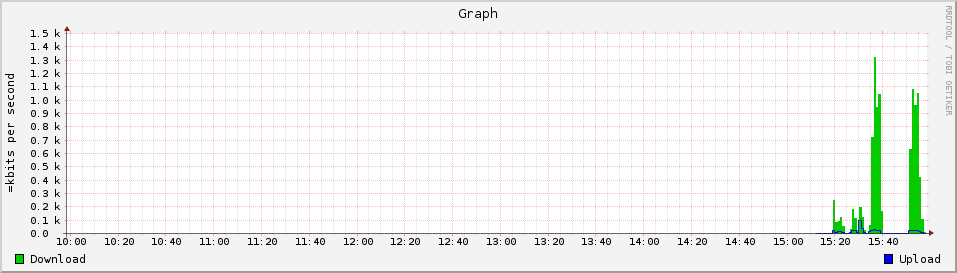 Graph
RRDTOOL / TOBI OETIKER
=kbits per second
1.5 k
1.4 k
1.3 k
1.2 k
1.1 k
1.0 k
0.9 k
0.8 k
0.7 k
0.6 k
0.5 k
0.4 k
0.3 k
0.2 k
0.1 k
0.0
10:00 10:20 10:40 11:00 11:20 11:40 12:00 12:20 12:40 13:00 13:20 13:40 14:00 14:20 14:40 15:00 15:20 15:40
Download Upload